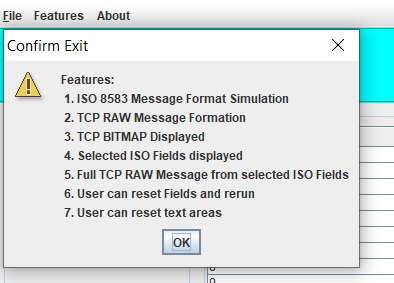 File Features About
Confirm Exit
Features:
1. ISO 8583 Message Format Simulation
2. TCP RAW Message Formation
3. TCP BITMAP Displayed
4. Selected ISO Fields displayed
5. Full TCP RAW Message from selected ISO Fields
6. User can reset Fields and rerun
7. User can reset text areas
OK